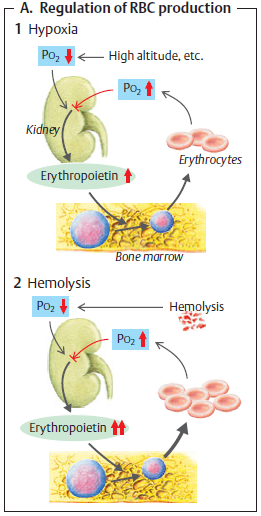 A. Regulation of RBC production
1 Hypoxia
Po₂ High altitude, etc.
Po₂
Kidney
Erythrocytes
Erythropoietin
Bone marrow
2 Hemolysis
Po₂ Hemolysis
Po₂
Erythropoietin